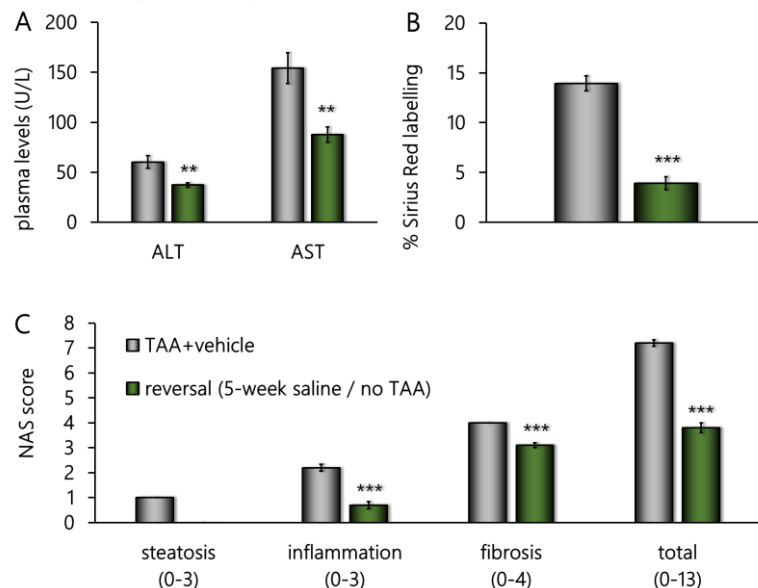 A
plasma levels (U/L)
200
150
100
50
0
**
**
ALT
AST
B
% Sirius Red labelling
20
15
10
5
0
***
C
NAS score
8
7
6
5
4
3
2
1
0
TAA+vehicle
reversal (5-week saline / no TAA)
***
***
***
steatosis
(0-3)
inflammation
(0-3)
fibrosis
(0-4)
total
(0-13)